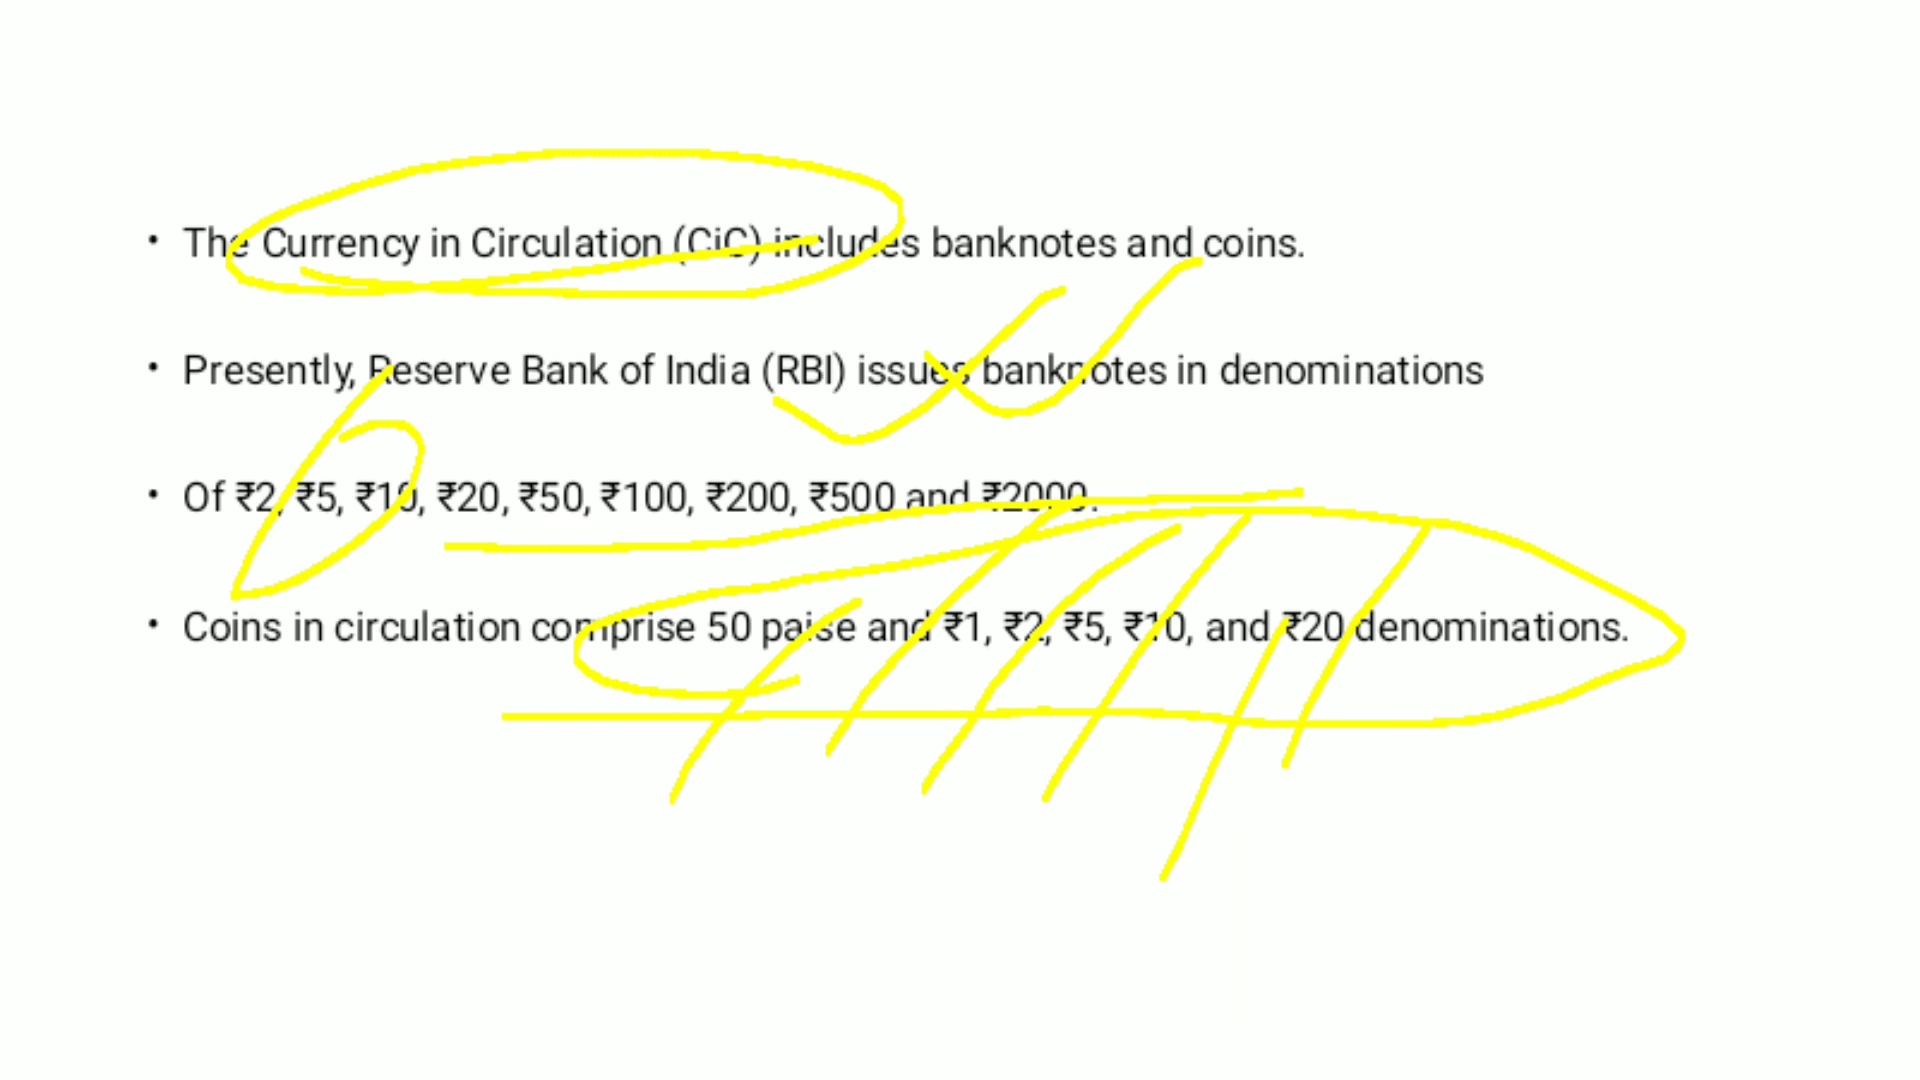 • The Currency in Circulation (CiC) includes banknotes and coins.
• Presently, Reserve Bank of India (RBI) issues banknotes in denominations
• Of ₹2, ₹5, ₹10, ₹20, ₹50, ₹100, ₹200, ₹500 and ₹2000.
• Coins in circulation comprise 50 paise and ₹1, ₹2, ₹5, ₹10, and ₹20 denominations.